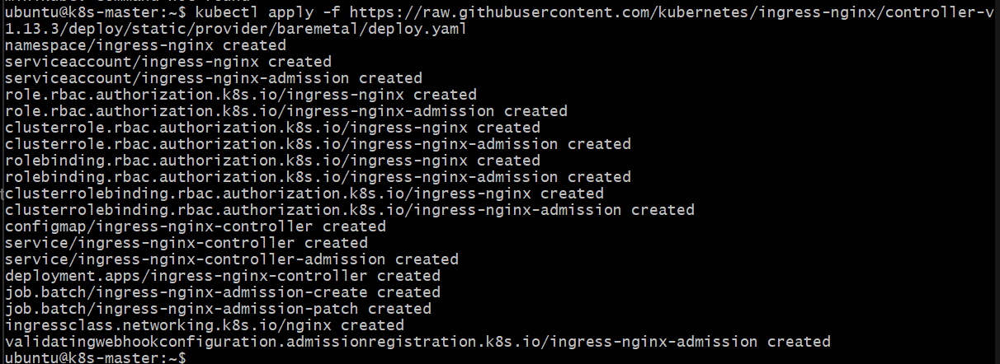 ubuntu@k8s-master:~$ kubectl apply -f https://raw.githubusercontent.com/kubernetes/ingress-nginx/controller-v
1.13.3/deploy/static/provider/baremetal/deploy.yaml
namespace/ingress-nginx created
serviceaccount/ingress-nginx created
serviceaccount/ingress-nginx-admission created
role.rbac.authorization.k8s.io/ingress-nginx created
role.rbac.authorization.k8s.io/ingress-nginx-admission created
clusterrole.rbac.authorization.k8s.io/ingress-nginx created
clusterrole.rbac.authorization.k8s.io/ingress-nginx-admission created
rolebinding.rbac.authorization.k8s.io/ingress-nginx created
rolebinding.rbac.authorization.k8s.io/ingress-nginx-admission created
clusterrolebinding.rbac.authorization.k8s.io/ingress-nginx created
clusterrolebinding.rbac.authorization.k8s.io/ingress-nginx-admission created
configmap/ingress-nginx-controller created
service/ingress-nginx-controller created
service/ingress-nginx-controller-admission created
deployment.apps/ingress-nginx-controller created
job.batch/ingress-nginx-admission-create created
job.batch/ingress-nginx-admission-patch created
ingressclass.networking.k8s.io/nginx created
validatingwebhookconfiguration.admissionregistration.k8s.io/ingress-nginx-admission created
ubuntu@k8s-master:~$